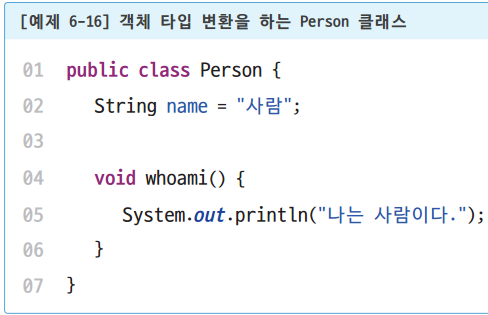 [예제 6-16] 객체 타입 변환을 하는 Person 클래스
01 public class Person {
02 String name = "사람";
03
04 void whoami() {
05 System.out.println("나는 사람이다.");
06 }
07 }